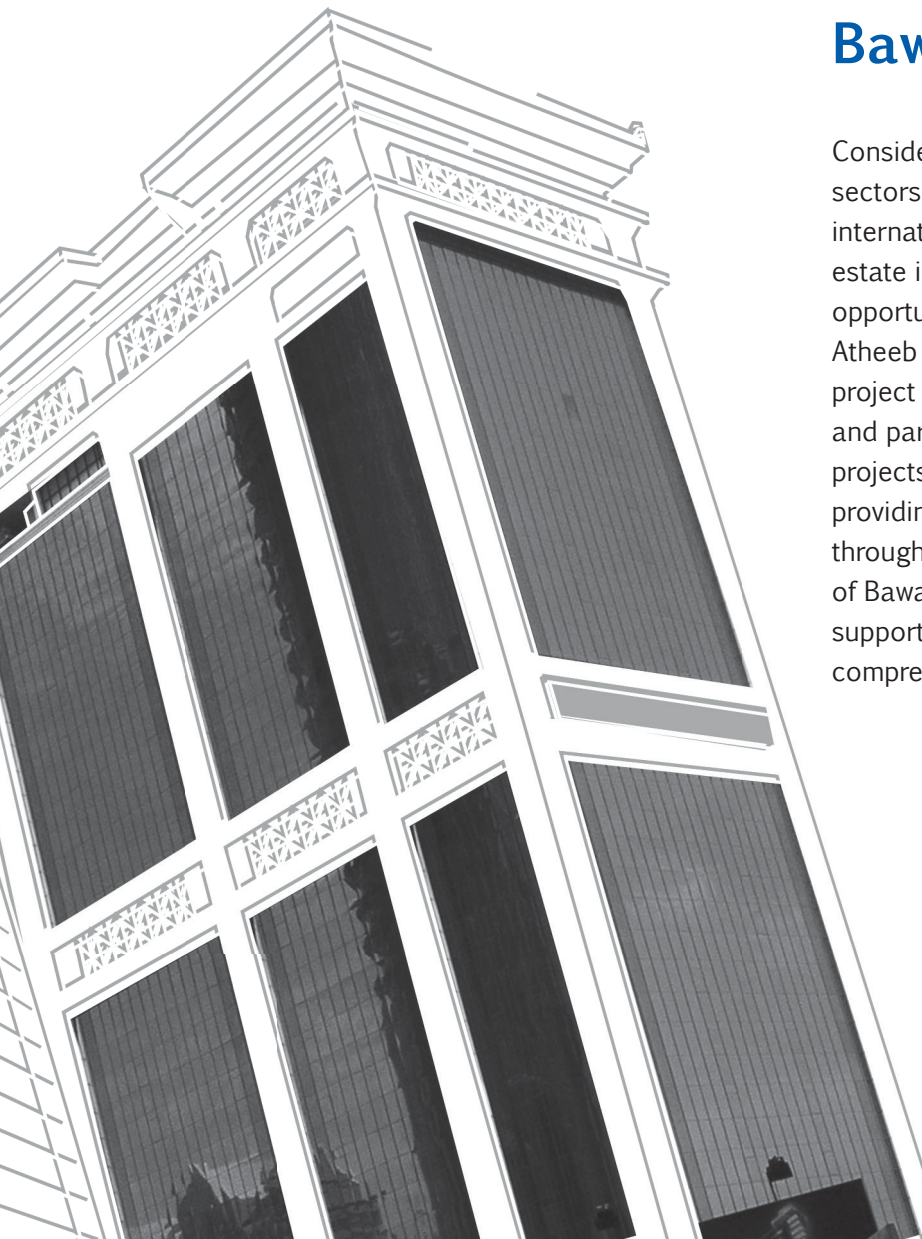 Baw
Conside
sectors
internat
estate i
opportu
Atheeb
project
and par
projects
providin
through
of Bawa
support
compre